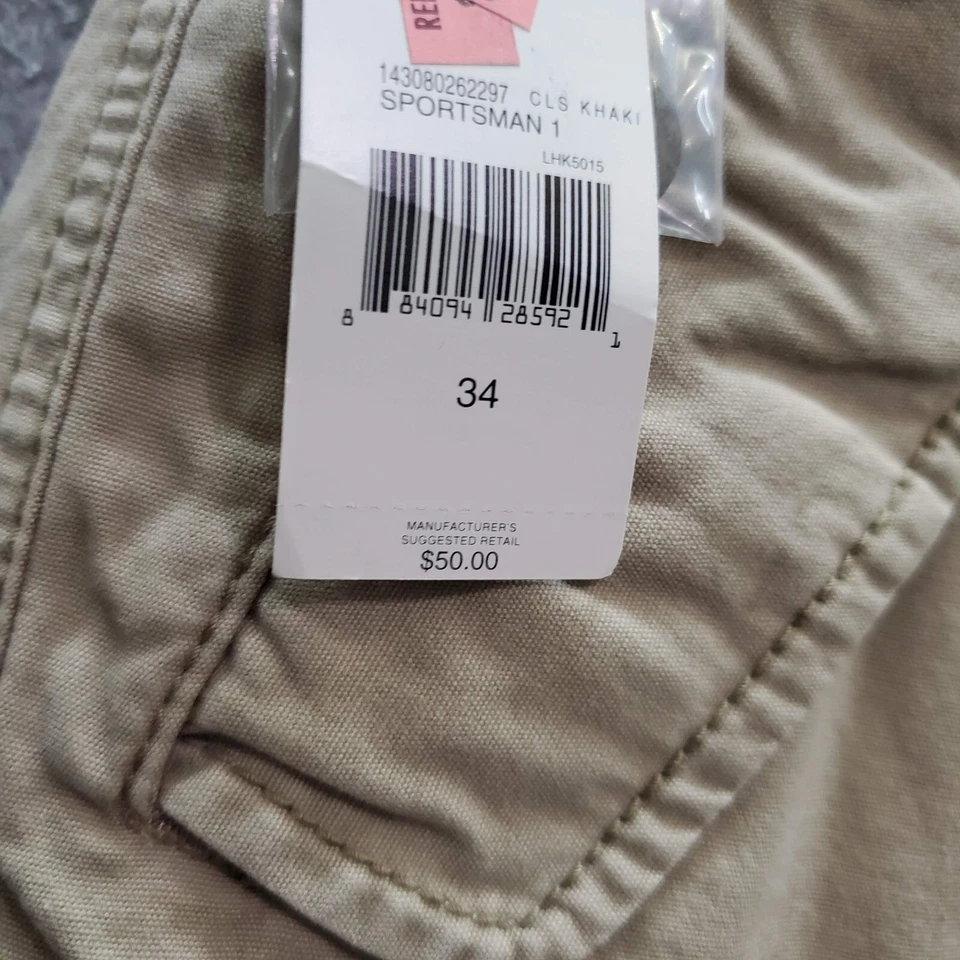 143080262297 CLS KHAKI
SPORTSMAN 1
LHK5015
8 84094 28592 1
34
MANUFACTURER'S
SUGGESTED RETAIL
$50.00